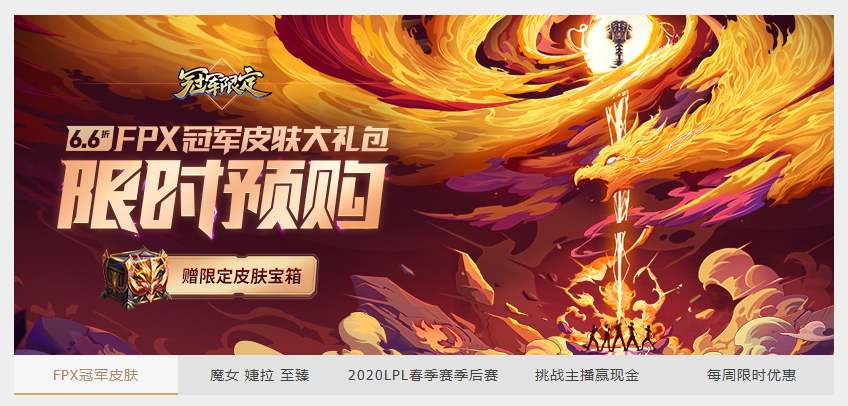 冠军限定
6.6折FPX冠军皮肤大礼包
限时预购
赠限定皮肤宝箱
FPX冠军皮肤
魔女 婕拉 至臻
2020LPL春季赛季后赛
挑战主播赢现金
每周限时优惠